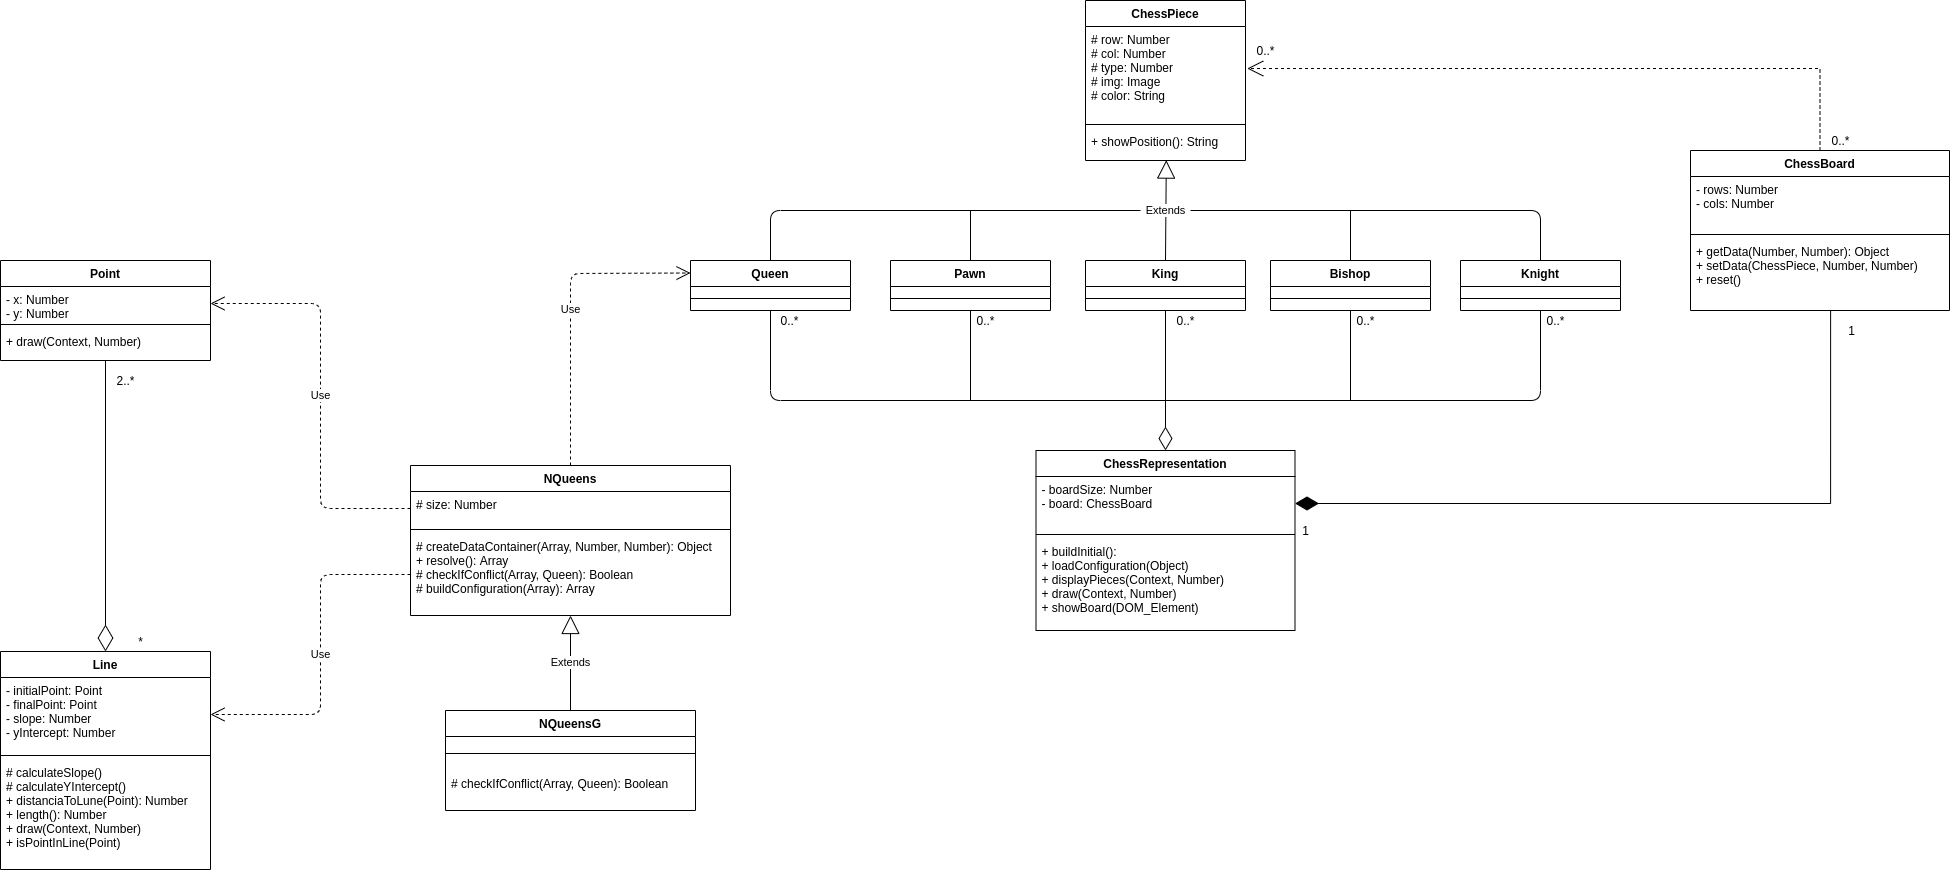 ChessPiece
# row: Number
# col: Number
# type: Number
# img: Image
# color: String
+ showPosition(): String
0..*
0..*
ChessBoard
- rows: Number
- cols: Number
+ getData(Number, Number): Object
+ setData(ChessPiece, Number, Number)
+ reset()
1
Extends
Queen
Pawn
King
Bishop
Knight
0..*
0..*
0..*
0..*
0..*
Point
- x: Number
- y: Number
+ draw(Context, Number)
2..*
Use
Use
NQueens
# size: Number
# createDataContainer(Array, Number, Number): Object
+ resolve(): Array
# checkIfConflict(Array, Queen): Boolean
# buildConfiguration(Array): Array
ChessRepresentation
- boardSize: Number
- board: ChessBoard
+ buildInitial():
+ loadConfiguration(Object)
+ displayPieces(Context, Number)
+ draw(Context, Number)
+ showBoard(DOM_Element)
1
*
Use
Extends
Line
- initialPoint: Point
- finalPoint: Point
- slope: Number
- yIntercept: Number
# calculateSlope()
# calculateYIntercept()
+ distanciaToLune(Point): Number
+ length(): Number
+ draw(Context, Number)
+ isPointInLine(Point)
NQueensG
# checkIfConflict(Array, Queen): Boolean